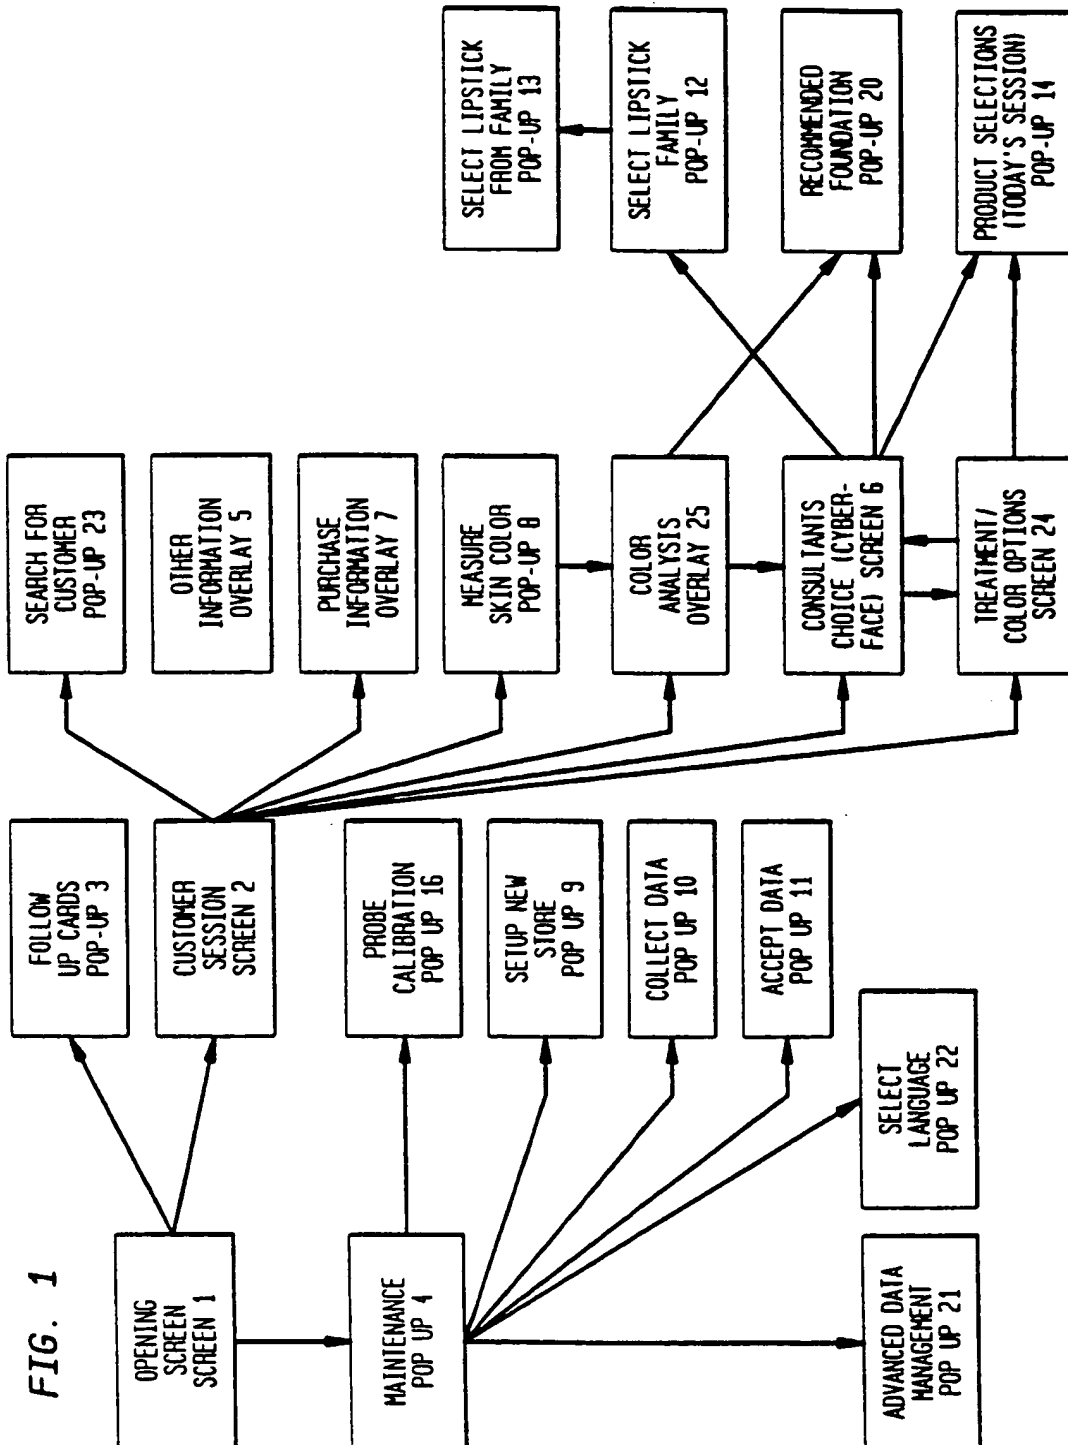 FIG. 1
OPENING
SCREEN
SCREEN 1
MAINTENANCE
POP UP 4
ADVANCED DATA
MANAGEMENT
POP UP 21
FOLLOW
UP CARDS
POP-UP 3
CUSTOMER
SESSION
SCREEN 2
PROBE
CALIBRATION
POP UP 16
SETUP NEW
STORE
POP UP 9
COLLECT DATA
POP UP 10
ACCEPT DATA
POP UP 11
SELECT
LANGUAGE
POP UP 22
SEARCH FOR
CUSTOMER
POP-UP 23
OTHER
INFORMATION
OVERLAY 5
PURCHASE
INFORMATION
OVERLAY 7
MEASURE
SKIN COLOR
POP-UP 8
COLOR
ANALYSIS
OVERLAY 25
CONSULTANTS
CHOICE (CYBER-
FACE) SCREEN 6
TREATMENT/
COLOR OPTIONS
SCREEN 24
SELECT LIPSTICK
FROM FAMILY
POP-UP 13
SELECT LIPSTICK
FAMILY
POP-UP 12
RECOMMENDED
FOUNDATION
POP-UP 20
PRODUCT SELECTIONS
(TODAY'S SESSION)
POP-UP 14